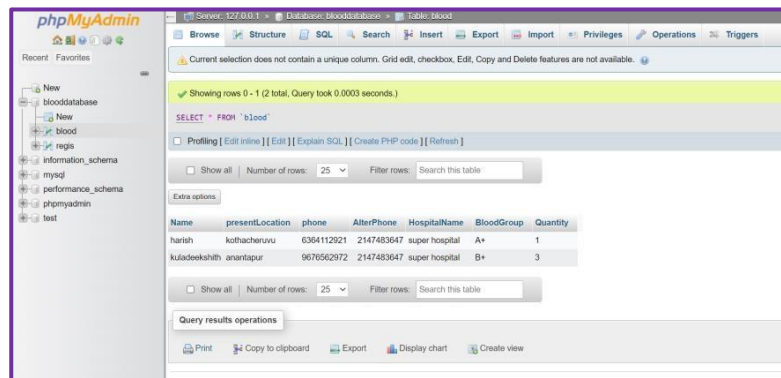 phpMyAdmin
Recent Favorites
New
blooddatabase
New
blood
regis
information_schema
mysql
performance_schema
phpmyadmin
test
Server: 127.0.0.1 » Database: blooddatabase » Table: blood
Browse Structure SQL Search Insert Export Import Privileges Operations Triggers
Current selection does not contain a unique column. Grid edit, checkbox, Edit, Copy and Delete features are not available.
Showing rows 0 - 1 (2 total, Query took 0.0003 seconds.)
SELECT * FROM `blood`
Profiling [ Edit inline ] [ Edit ] [ Explain SQL ] [ Create PHP code ] [ Refresh ]
Show all | Number of rows: 25 Filter rows: Search this table
Extra options
Name presentLocation phone AlterPhone HospitalName BloodGroup Quantity
harish kothacheruvu 6364112921 2147483647 super hospital A+ 1
kuladeekshith anantapur 9676562972 2147483647 super hospital B+ 3
Show all | Number of rows: 25 Filter rows: Search this table
Query results operations
Print Copy to clipboard Export Display chart Create view